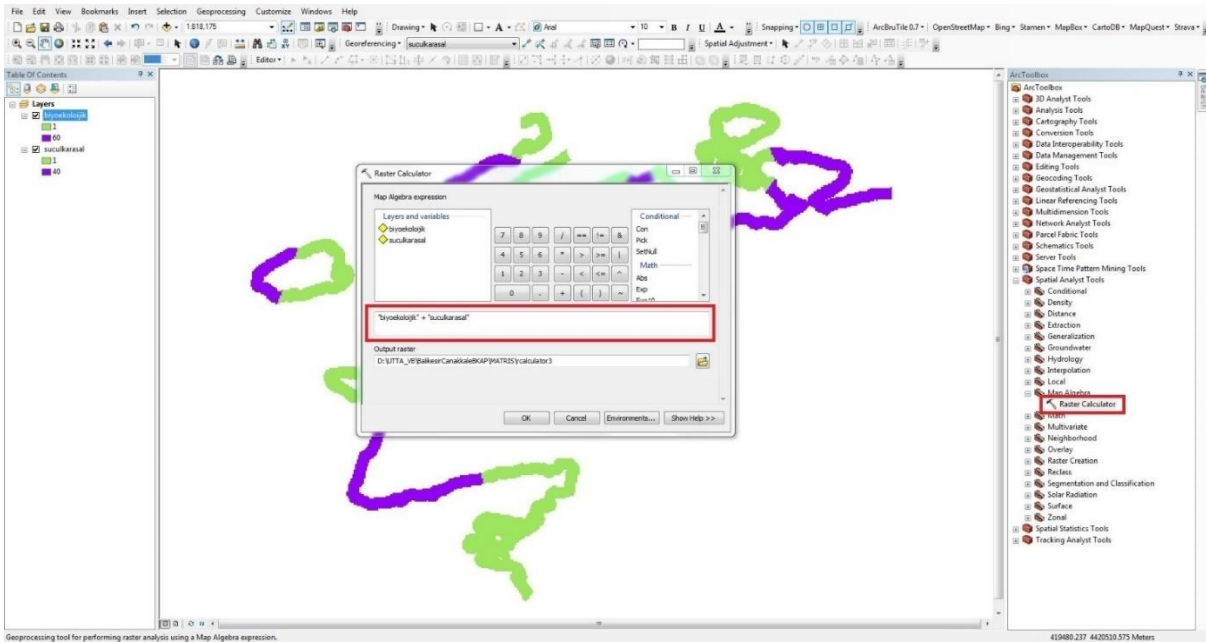 File Edit View Bookmarks Insert Selection Geoprocessing Customize Windows Help
1:818,175
Drawing
Arial
10
B I U A
Snapping
ArcBruTile 0.7 OpenStreetMap Bing Stamen MapBox CartoDB MapQuest Strava
Georeferencing
suculkarasal
Spatial Adjustment
Editor
Table Of Contents
Layers
biyoekolojik
1
60
suculkarasal
1
40
Raster Calculator
Map Algebra expression
Layers and variables
biyoekolojik
suculkarasal
7 8 9 / == != &
4 5 6 * > >= |
1 2 3 - < <= ^
0 . + ( ) ~
Conditional
Con
Pick
SetNull
Math
Abs
Exp
"biyoekolojik" + "suculkarasal"
Output raster
D:\UTTA_VB\BalikesirCanakkaleBKAP\MATRIS\rcalculator3
OK Cancel Environments... Show Help >>
ArcToolbox
ArcToolbox
3D Analyst Tools
Analysis Tools
Cartography Tools
Conversion Tools
Data Interoperability Tools
Data Management Tools
Editing Tools
Geocoding Tools
Geostatistical Analyst Tools
Linear Referencing Tools
Multidimension Tools
Network Analyst Tools
Parcel Fabric Tools
Schematics Tools
Server Tools
Space Time Pattern Mining Tools
Spatial Analyst Tools
Conditional
Density
Distance
Extraction
Generalization
Groundwater
Hydrology
Interpolation
Local
Map Algebra
Raster Calculator
Math
Multivariate
Neighborhood
Overlay
Raster Creation
Reclass
Segmentation and Classification
Solar Radiation
Surface
Zonal
Spatial Statistics Tools
Tracking Analyst Tools
Search
Geoprocessing tool for performing raster analysis using a Map Algebra expression.
419480.237 4420510.575 Meters